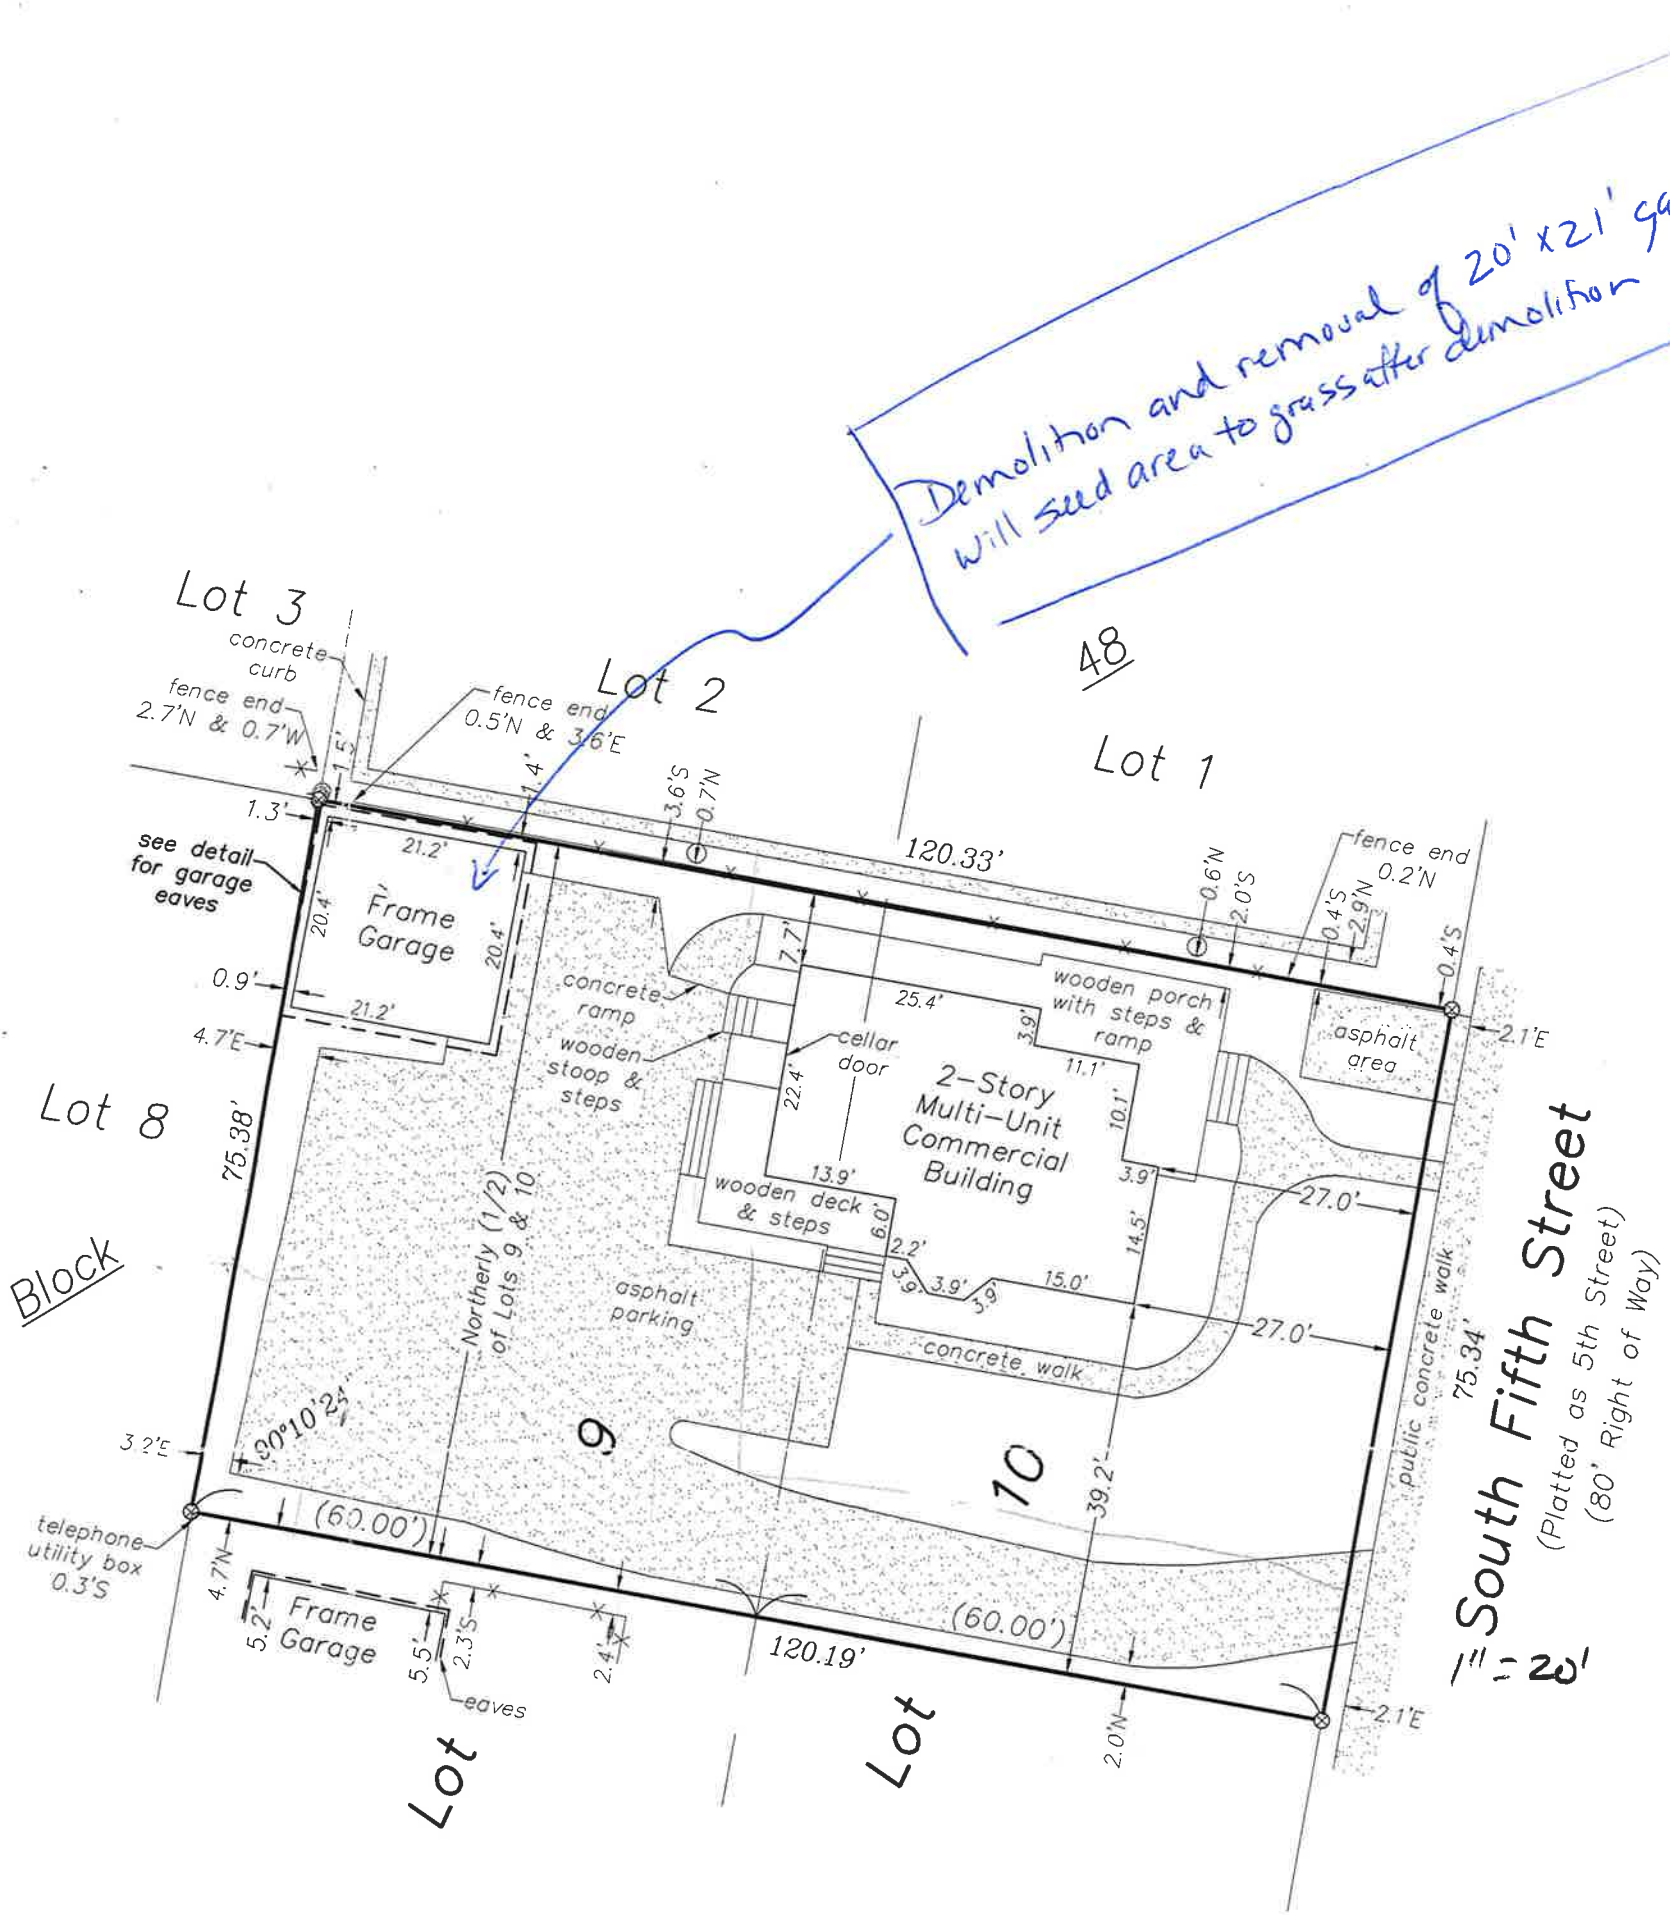 Demolition and removal of 20' x21'
will seed area to grass after demolition
48
Lot 3
concrete
curb
fence end
2.7'N & 0.7'W
1.5'
fence end
0.5'N & 3.6'E
Lot 2
1.4'
3.6'S
0.7'N
Lot 1
120.33'
0.6'N
2.0'S
fence end
0.2'N
0.4'S
2.9'N
0.4'S
1.3'
see detail
for garage
eaves
21.2'
20.4'
Frame
Garage
20.4'
21.2'
0.9'
4.7'E
7.7'
concrete
ramp
wooden
stoop &
steps
cellar
door
25.4'
3.9'
wooden porch
with steps &
ramp
11.1'
10.1'
asphalt
area
2.1'E
22.4'
2-Story
Multi-Unit
Commercial
Building
Lot 8
75.38'
Northerly (1/2)
of Lots 9 & 10
13.9'
wooden deck
& steps
6.0'
2.2'
3.9'
3.9'
3.9'
15.0'
3.9'
14.5'
27.0'
27.0'
Block
asphalt
parking
concrete walk
public concrete walk
75.34'
South Fifth Street
(Platted as 5th Street)
(80' Right of Way)
1" = 20'
3.2'E
9
10
39.2'
telephone
utility box
0.3'S
(60.00')
(60.00')
120.19'
4.7'N
5.2'
Frame
Garage
5.5'
2.3'S
2.4'
eaves
2.0'N
2.1'E
Lot
Lot